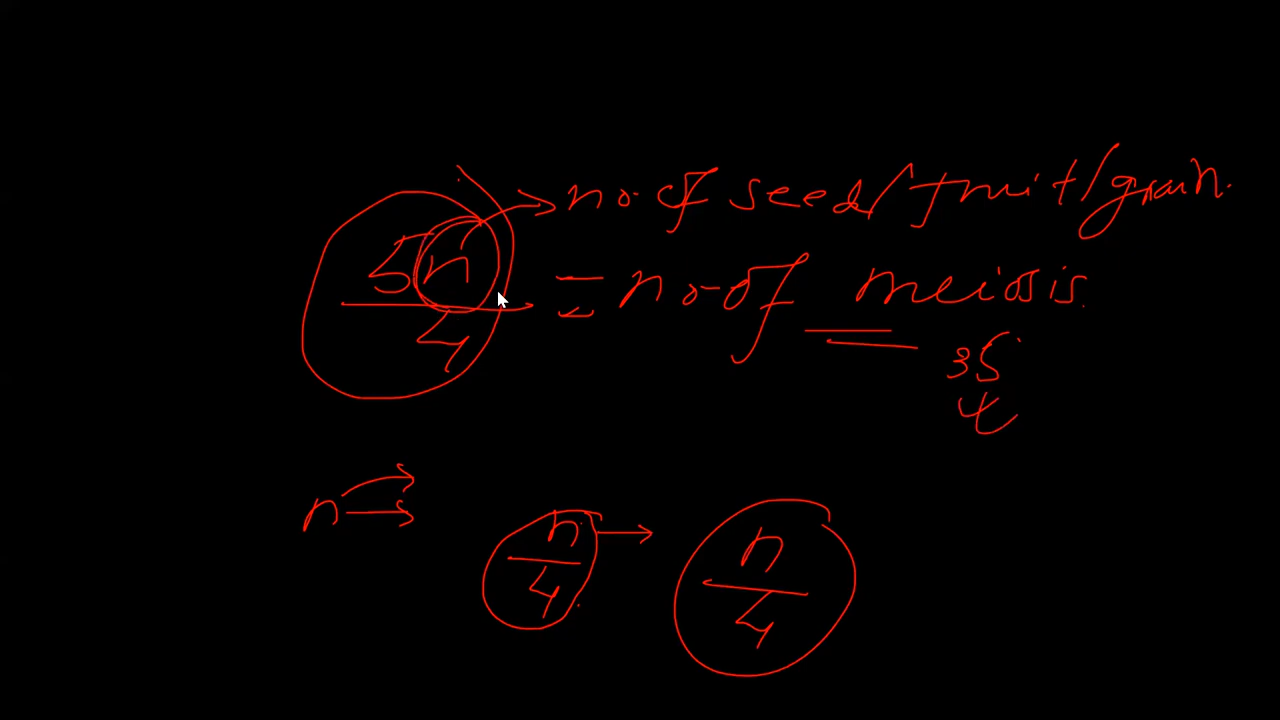 5n/4 → no. of seed/fruit/grain.
= no. of meiosis.
35
4
n →
n/4 → n/4